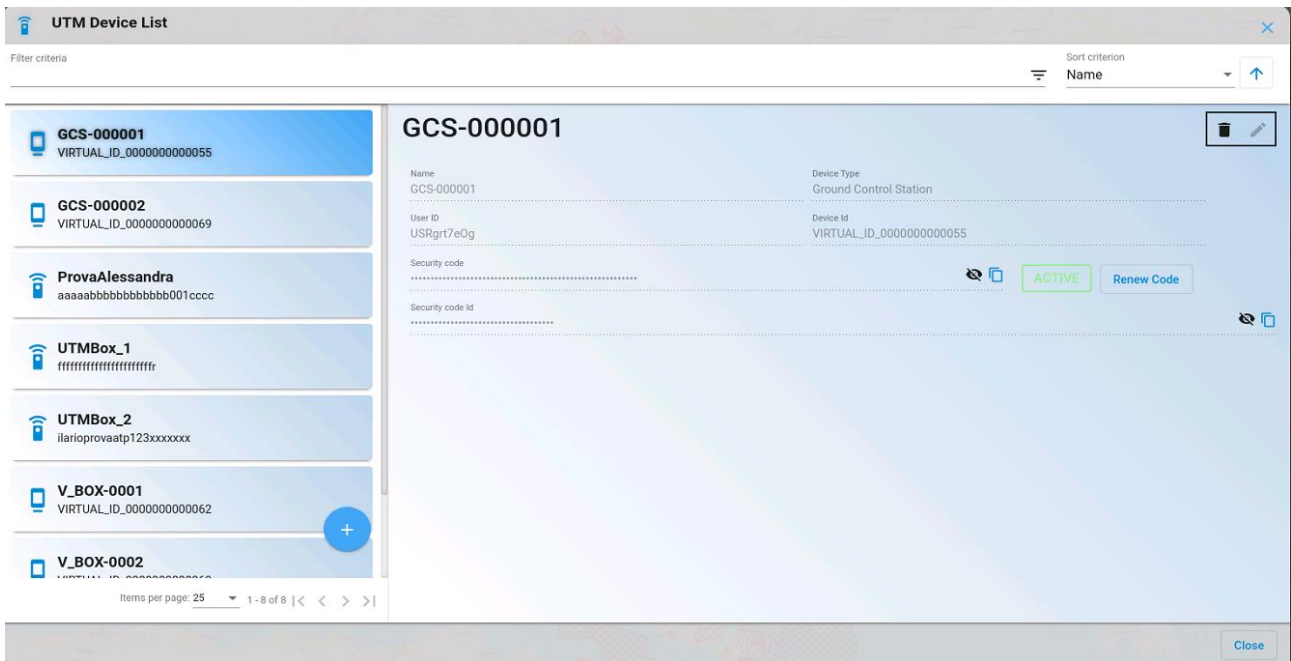 UTM Device List
Filter criteria
Sort criterion
Name
GCS-000001
VIRTUAL_ID_0000000000055
GCS-000002
VIRTUAL_ID_0000000000069
ProvaAlessandra
aaaaabbbbbbbbbbbb001cccc
UTMBox_1
UTMBox_2
ilarioprovaatp123xxxxxxx
V_BOX-0001
VIRTUAL_ID_0000000000062
V_BOX-0002
Items per page: 25
1 - 8 of 8
GCS-000001
Name
GCS-000001
Device Type
Ground Control Station
User ID
USRgrt7eOg
Device Id
VIRTUAL_ID_0000000000055
Security code
ACTIVE
Renew Code
Security code Id
Close